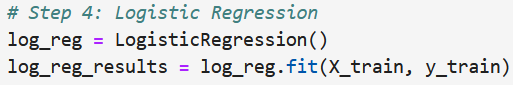 # Step 4: Logistic Regression
log_reg = LogisticRegression()
log_reg_results = log_reg.fit(X_train, y_train)